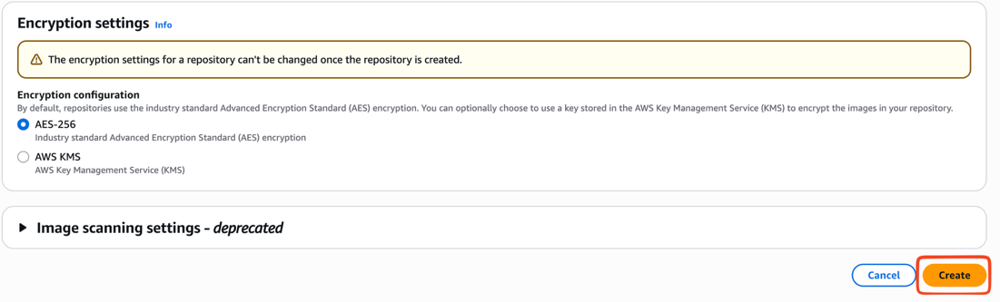 Encryption settings Info
The encryption settings for a repository can't be changed once the repository is created.
Encryption configuration
By default, repositories use the industry standard Advanced Encryption Standard (AES) encryption. You can optionally choose to use a key stored in the AWS Key Management Service (KMS) to encrypt the images in your repository.
AES-256
Industry standard Advanced Encryption Standard (AES) encryption
AWS KMS
AWS Key Management Service (KMS)
Image scanning settings - deprecated
Cancel Create